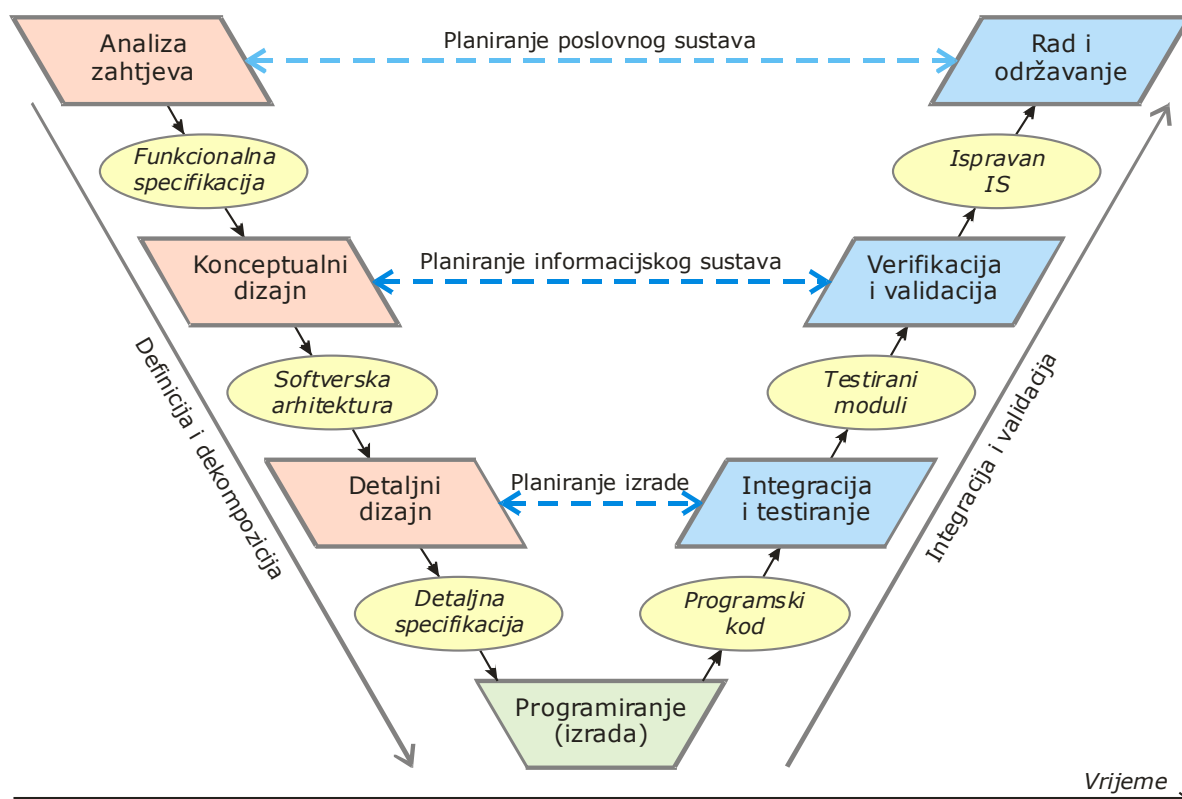 Analiza
zahtjeva
Planiranje poslovnog sustava
Rad i
održavanje
Funkcionalna
specifikacija
Ispravan
IS
Konceptualni
dizajn
Planiranje informacijskog sustava
Verifikacija
i validacija
Definicija i dekompozicija
Integracija i validacija
Softverska
arhitektura
Testirani
moduli
Detaljni
dizajn
Planiranje izrade
Integracija
i testiranje
Detaljna
specifikacija
Programski
kod
Programiranje
(izrada)
Vrijeme